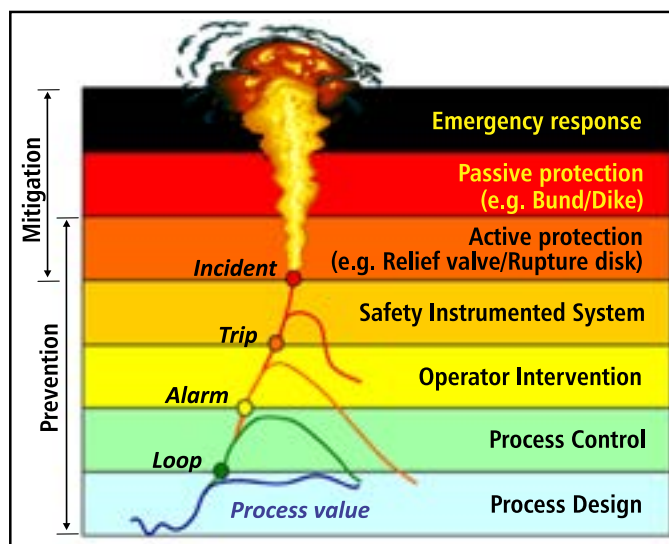 Emergency response
Passive protection
(e.g. Bund/Dike)
Mitigation
Active protection
(e.g. Relief valve/Rupture disk)
Incident
Safety Instrumented System
Trip
Operator Intervention
Prevention
Alarm
Process Control
Loop
Process value
Process Design